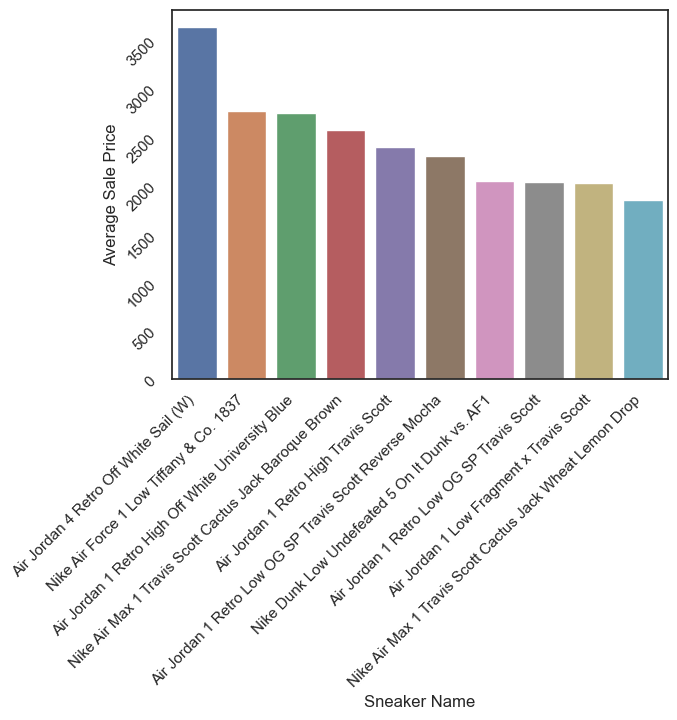 Average Sale Price
3500
3000
2500
2000
1500
1000
500
0
Air Jordan 4 Retro Off White Sail (W)
Nike Air Force 1 Low Tiffany & Co. 1837
Air Jordan 1 Retro High Off White University Blue
Nike Air Max 1 Travis Scott Cactus Jack Baroque Brown
Air Jordan 1 Retro High Travis Scott
Air Jordan 1 Retro Low OG SP Travis Scott Reverse Mocha
Nike Dunk Low Undefeated 5 On It Dunk vs. AF1
Air Jordan 1 Retro Low OG SP Travis Scott
Air Jordan 1 Low Fragment x Travis Scott
Nike Air Max 1 Travis Scott Cactus Jack Wheat Lemon Drop
Sneaker Name